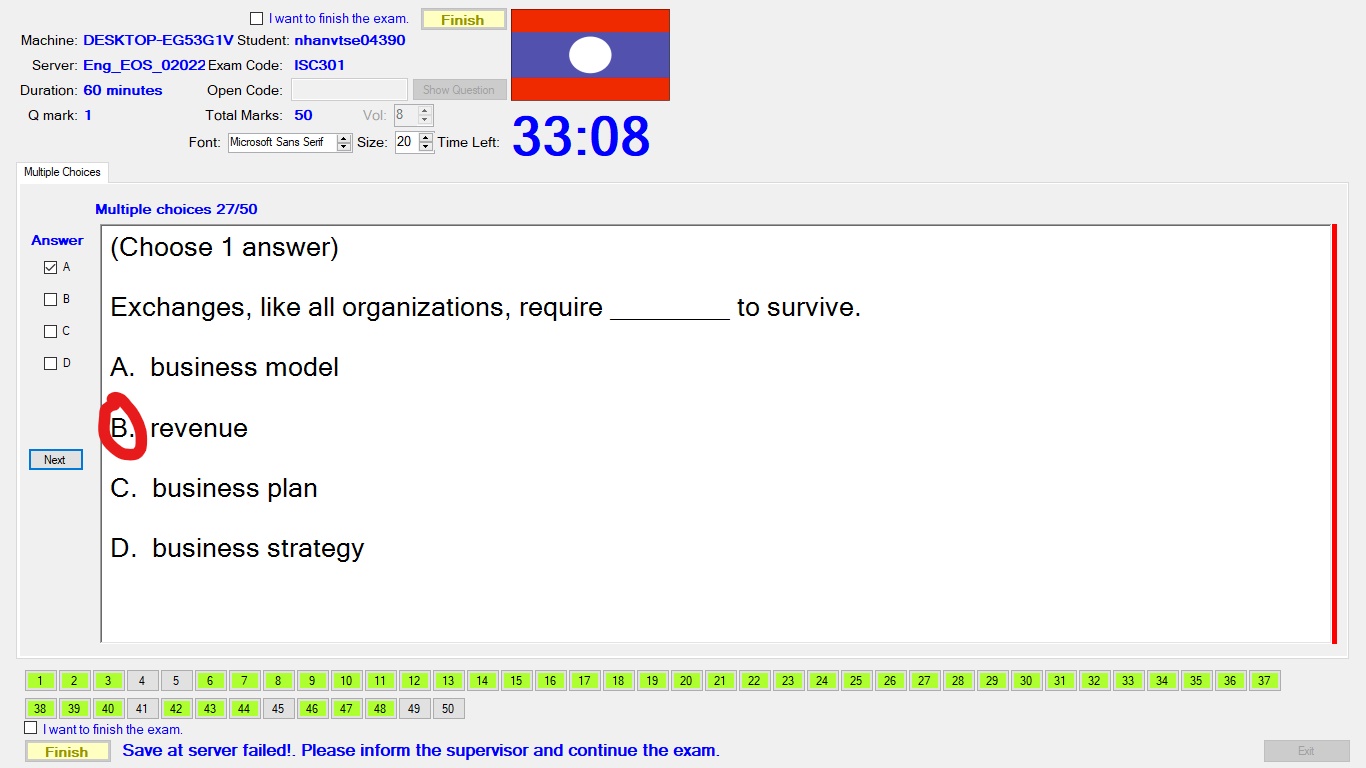 I want to finish the exam. Finish
Machine: DESKTOP-EG53G1V Student: nhanvtse04390
Server: Eng_EOS_02022 Exam Code: ISC301
Duration: 60 minutes Open Code: Show Question
Q mark: 1 Total Marks: 50 Vol: 8
Font: Microsoft Sans Serif Size: 20 Time Left: 33:08
Multiple Choices
Multiple choices 27/50
Answer
A
B
C
D
Next
(Choose 1 answer)
Exchanges, like all organizations, require ________ to survive.
A. business model
B. revenue
C. business plan
D. business strategy
1 2 3 4 5 6 7 8 9 10 11 12 13 14 15 16 17 18 19 20 21 22 23 24 25 26 27 28 29 30 31 32 33 34 35 36 37
38 39 40 41 42 43 44 45 46 47 48 49 50
I want to finish the exam.
Finish Save at server failed!. Please inform the supervisor and continue the exam. Exit